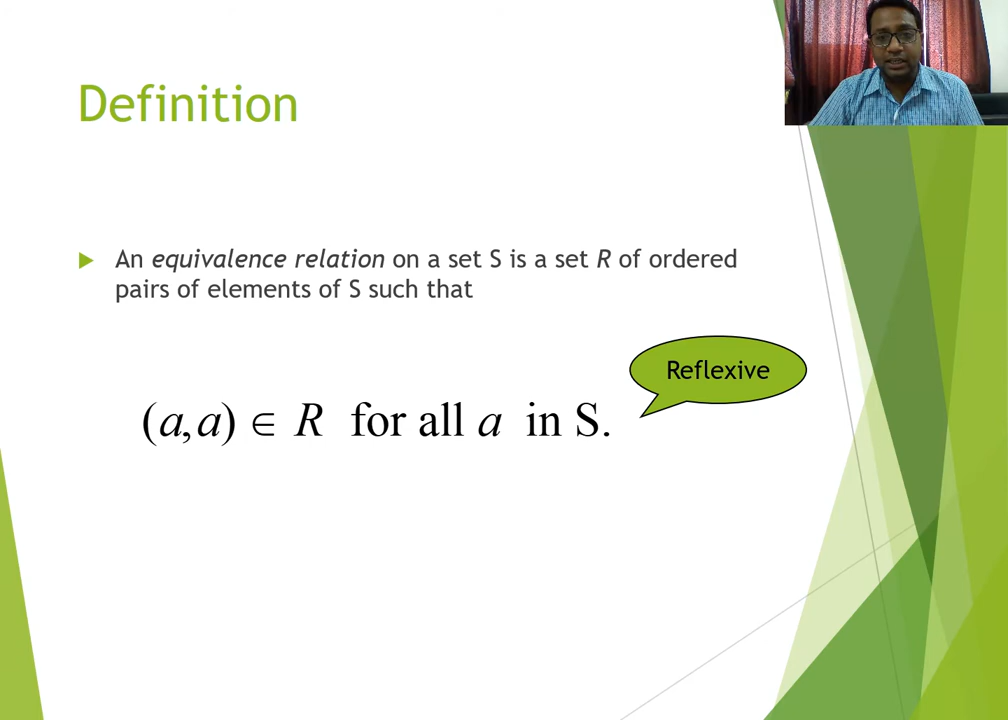 Definition
An equivalence relation on a set S is a set R of ordered
pairs of elements of S such that
Reflexive
(a,a) ∈ R for all a in S.